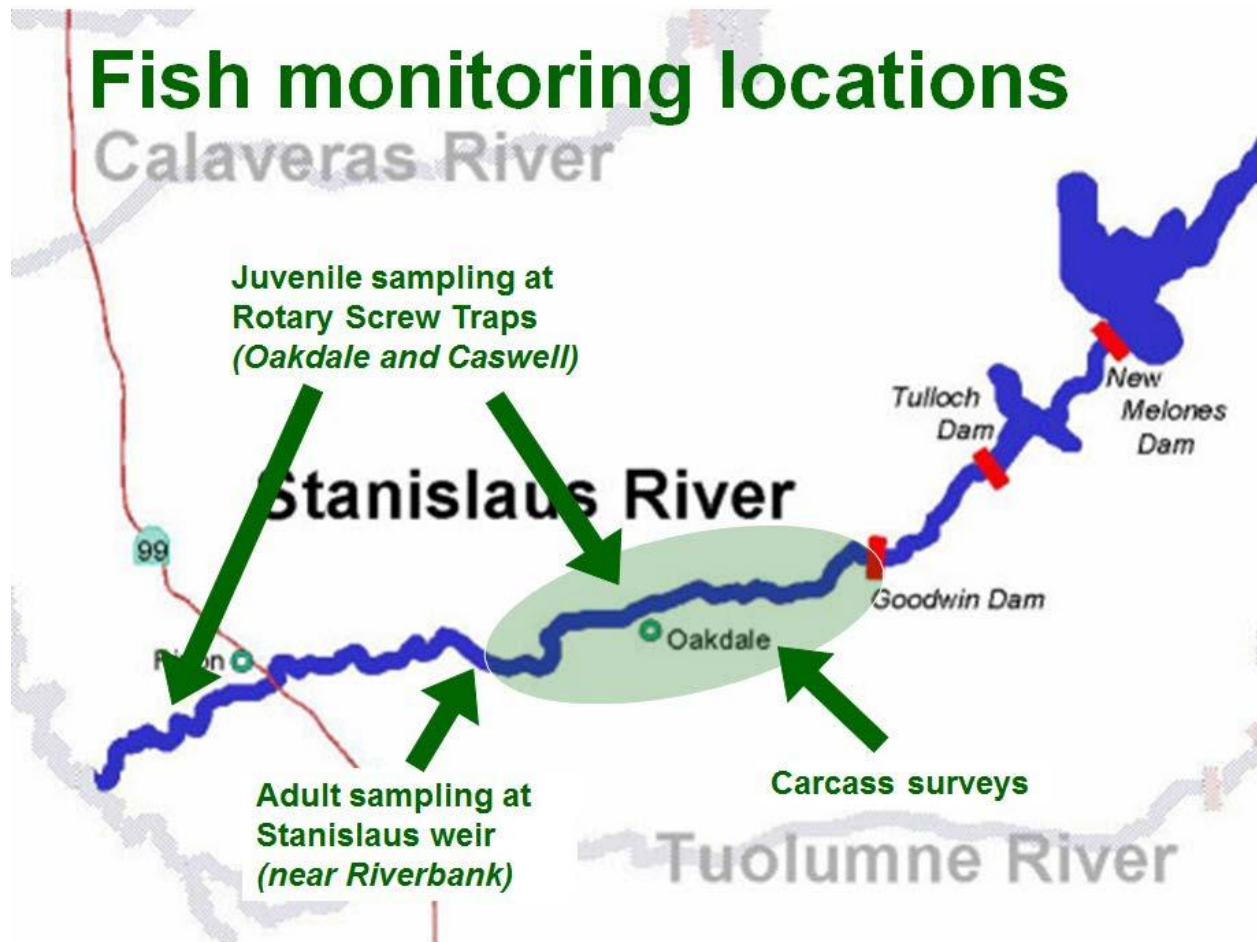 Fish monitoring locations
Calaveras River
Juvenile sampling at
Rotary Screw Traps
(Oakdale and Caswell)
Tulloch
Dam
New
Melones
Dam
Stanislaus River
99
Goodwin Dam
Oakdale
Adult sampling at
Stanislaus weir
(near Riverbank)
Carcass surveys
Tuolumne River